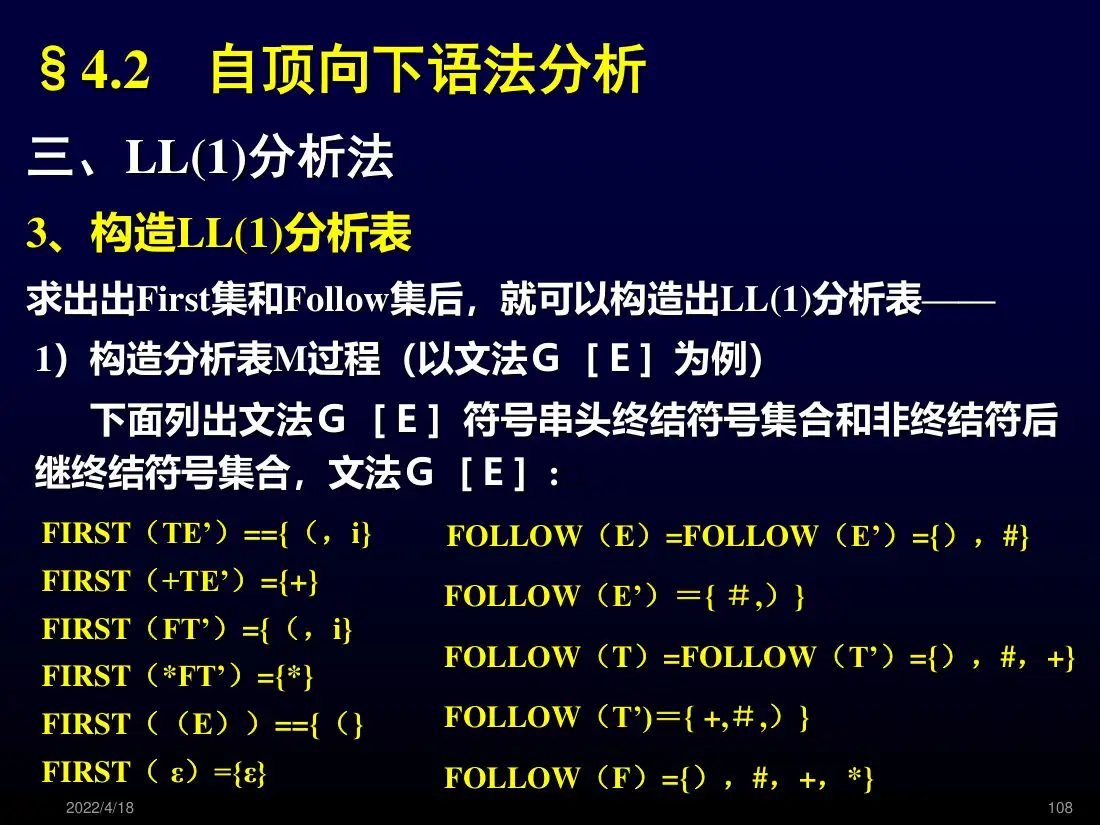 §4.2 自顶向下语法分析
三、LL(1)分析法
3、构造LL(1)分析表
求出出First集和Follow集后，就可以构造出LL(1)分析表——
1）构造分析表M过程（以文法Ｇ［Ｅ］为例）
下面列出文法Ｇ［Ｅ］符号串头终结符号集合和非终结符后
继终结符号集合，文法Ｇ［Ｅ］:
FIRST（TE’）=={（，i}
FIRST（+TE’）={+}
FIRST（FT’）={（，i}
FIRST（*FT’）={*}
FIRST（（E））=={（}
FIRST（ ε）={ε}
FOLLOW（E）=FOLLOW（E’）={），#}
FOLLOW（E’）＝{ ＃,）}
FOLLOW（T）=FOLLOW（T’）={），#，+}
FOLLOW（T’)＝{ +,＃,）}
FOLLOW（F）={），#，+，*}
2022/4/18
108